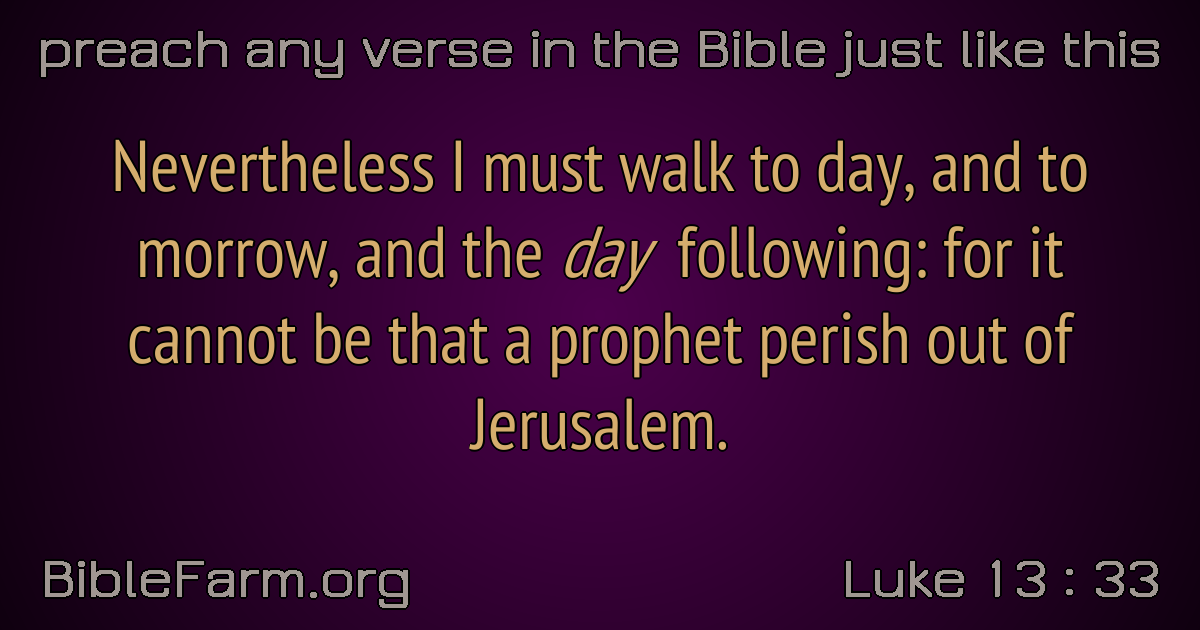 preach any verse in the Bible just like this
Nevertheless I must walk to day, and to
morrow, and the day following: for it
cannot be that a prophet perish out of
Jerusalem.
BibleFarm.org
Luke 13 : 33